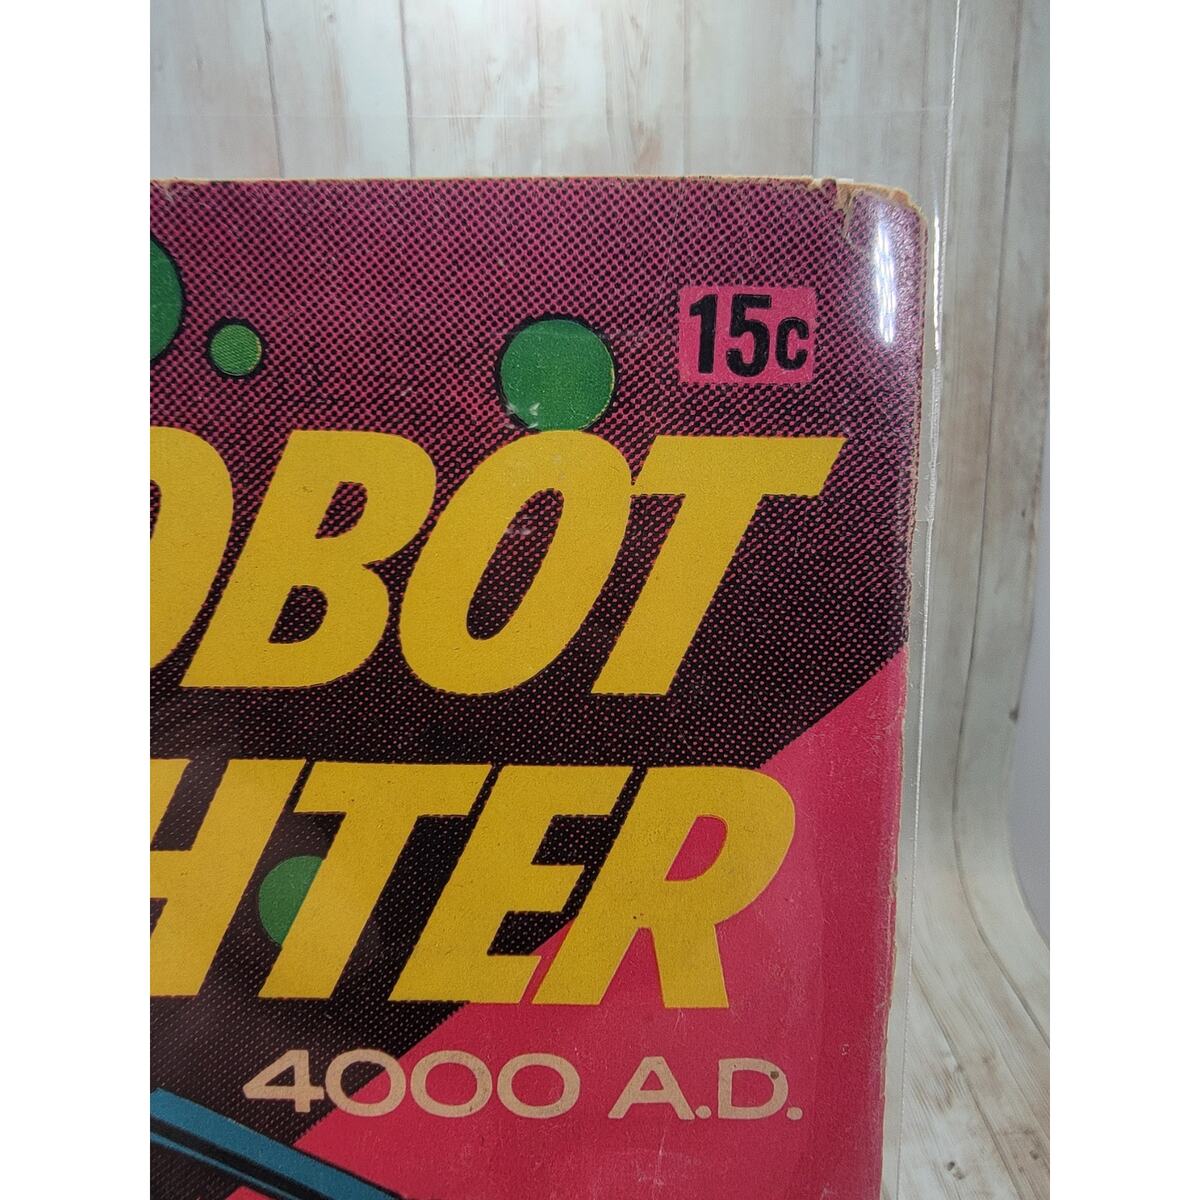 15c
OBOT
HTER
4000 A.D.